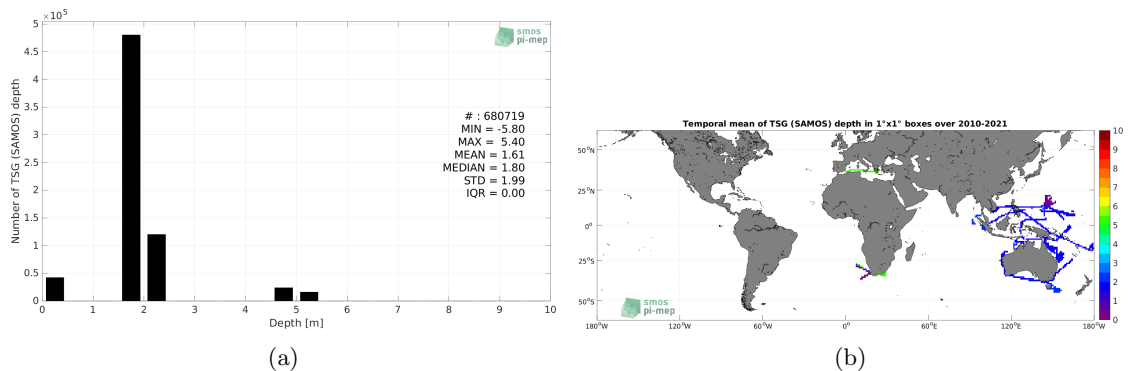 ×10⁵
5
4.5
4
3.5
3
2.5
2
1.5
1
0.5
0
Number of TSG (SAMOS) depth
smos
pi-mep
# : 680719
MIN = -5.80
MAX = 5.40
MEAN = 1.61
MEDIAN = 1.80
STD = 1.99
IQR = 0.00
0 1 2 3 4 5 6 7 8 9 10
Depth [m]
(a)
Temporal mean of TSG (SAMOS) depth in 1°x1° boxes over 2010-2021
50°N
25°N
0°
25°S
50°S
smos
pi-mep
180°W 120°W 60°W 0° 60°E 120°E 180°W
10
9
8
7
6
5
4
3
2
1
0
(b)